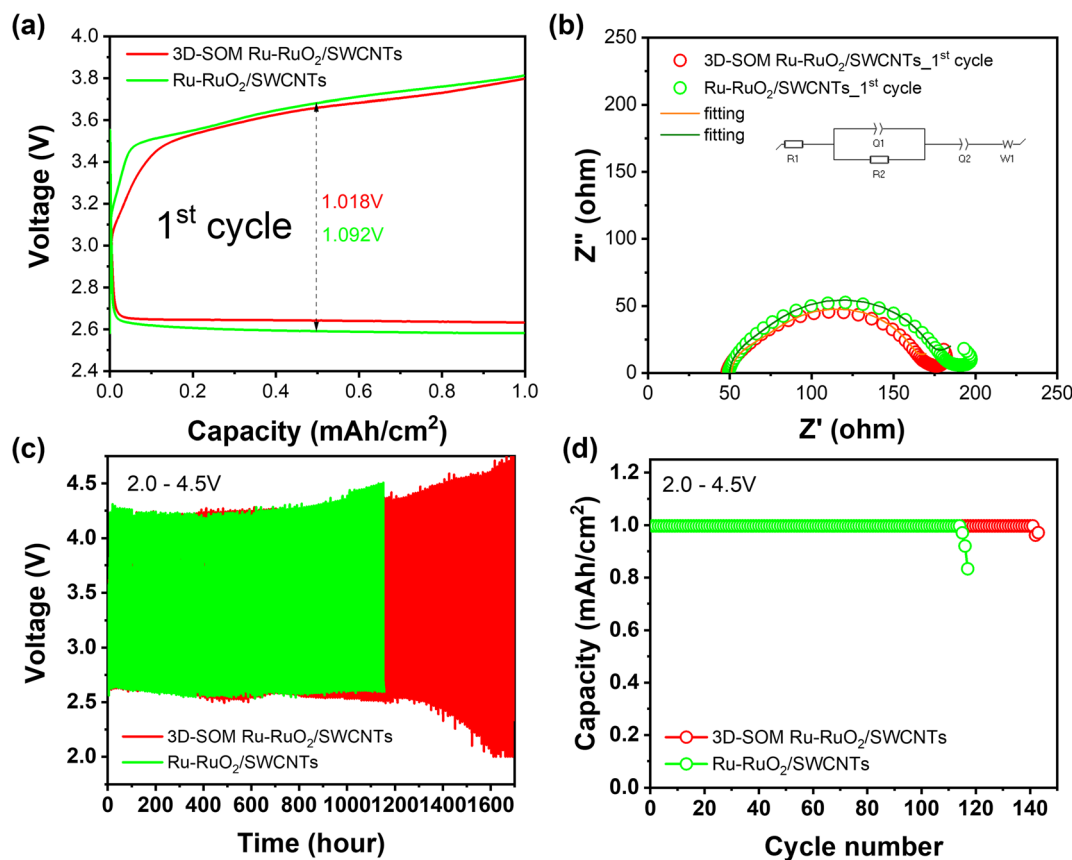 (a)
4.0
3.8
3.6
3.4
3.2
3.0
2.8
2.6
2.4
Voltage (V)
3D-SOM Ru-RuO₂/SWCNTs
Ru-RuO₂/SWCNTs
1.018V
1.092V
1ˢᵗ cycle
0.0 0.2 0.4 0.6 0.8 1.0
Capacity (mAh/cm²)
(b)
250
200
150
100
50
0
Z'' (ohm)
3D-SOM Ru-RuO₂/SWCNTs_1ˢᵗ cycle
Ru-RuO₂/SWCNTs_1ˢᵗ cycle
fitting
fitting
R1 Q1 R2 Q2 W W1
0 50 100 150 200 250
Z' (ohm)
(c)
2.0 - 4.5V
4.5
4.0
3.5
3.0
2.5
2.0
Voltage (V)
3D-SOM Ru-RuO₂/SWCNTs
Ru-RuO₂/SWCNTs
0 200 400 600 800 1000 1200 1400 1600
Time (hour)
(d)
2.0 - 4.5V
1.2
1.0
0.8
0.6
0.4
0.2
0.0
Capacity (mAh/cm²)
3D-SOM Ru-RuO₂/SWCNTs
Ru-RuO₂/SWCNTs
0 20 40 60 80 100 120 140
Cycle number